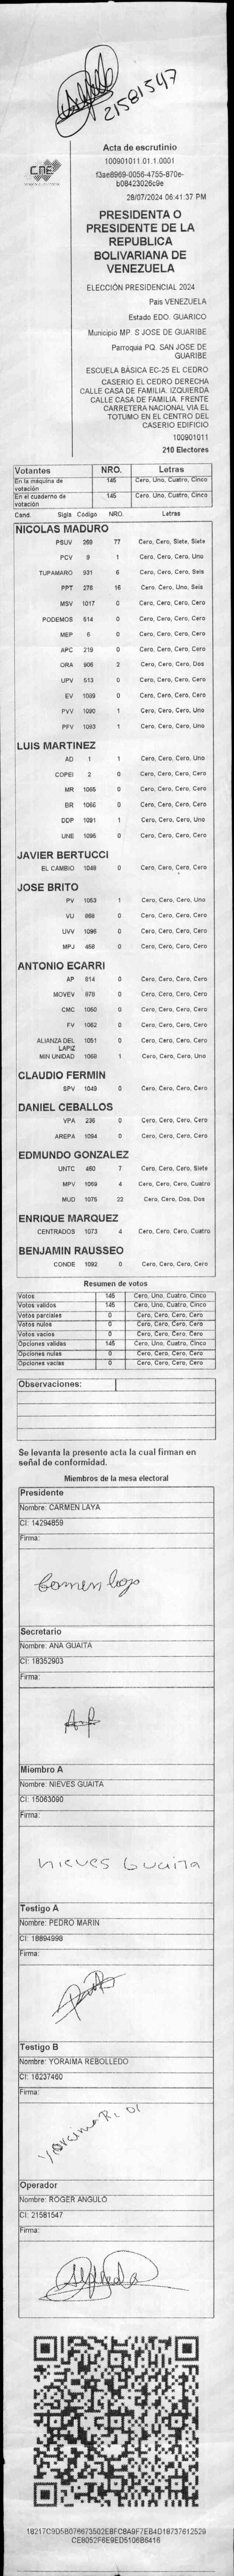 21581547
CNE
Acta de escrutinio
100901011.01.1.0001
f3ae8969-0056-4755-870e-
b08423026c9e
28/07/2024 06:41:37 PM
PRESIDENTA O
PRESIDENTE DE LA
REPUBLICA
BOLIVARIANA DE
VENEZUELA
ELECCIÓN PRESIDENCIAL 2024
Pais VENEZUELA
Estado EDO. GUARICO
Municipio MP. S JOSE DE GUARIBE
Parroquia PQ. SAN JOSE DE
GUARIBE
ESCUELA BÁSICA EC-25 EL CEDRO
CASERIO EL CEDRO DERECHA
CALLE CASA DE FAMILIA. IZQUIERDA
CALLE CASA DE FAMILIA. FRENTE
CARRETERA NACIONAL VIA EL
TOTUMO EN EL CENTRO DEL
CASERIO EDIFICIO
100901011
210 Electores
Votantes NRO. Letras
En la máquina de votación 145 Cero, Uno, Cuatro, Cinco
En el cuaderno de votación 145 Cero, Uno, Cuatro, Cinco
Cand. Sigla Código NRO. Letras
NICOLAS MADURO
PSUV 269 77 Cero, Cero, Siete, Siete
PCV 9 1 Cero, Cero, Cero, Uno
TUPAMARO 931 6 Cero, Cero, Cero, Seis
PPT 276 16 Cero, Cero, Uno, Seis
MSV 1017 0 Cero, Cero, Cero, Cero
PODEMOS 514 0 Cero, Cero, Cero, Cero
MEP 6 0 Cero, Cero, Cero, Cero
APC 219 0 Cero, Cero, Cero, Cero
ORA 906 2 Cero, Cero, Cero, Dos
UPV 513 0 Cero, Cero, Cero, Cero
EV 1089 0 Cero, Cero, Cero, Cero
PVV 1090 1 Cero, Cero, Cero, Uno
PFV 1093 1 Cero, Cero, Cero, Uno
LUIS MARTINEZ
AD 1 1 Cero, Cero, Cero, Uno
COPEI 2 0 Cero, Cero, Cero, Cero
MR 1065 0 Cero, Cero, Cero, Cero
BR 1066 0 Cero, Cero, Cero, Cero
DDP 1091 1 Cero, Cero, Cero, Uno
UNE 1095 0 Cero, Cero, Cero, Cero
JAVIER BERTUCCI
EL CAMBIO 1048 0 Cero, Cero, Cero, Cero
JOSE BRITO
PV 1053 1 Cero, Cero, Cero, Uno
VU 868 0 Cero, Cero, Cero, Cero
UVV 1096 0 Cero, Cero, Cero, Cero
MPJ 458 0 Cero, Cero, Cero, Cero
ANTONIO ECARRI
AP 814 0 Cero, Cero, Cero, Cero
MOVEV 878 0 Cero, Cero, Cero, Cero
CMC 1060 0 Cero, Cero, Cero, Cero
FV 1062 0 Cero, Cero, Cero, Cero
ALIANZA DEL LAPIZ 1051 0 Cero, Cero, Cero, Cero
MIN UNIDAD 1068 1 Cero, Cero, Cero, Uno
CLAUDIO FERMIN
SPV 1049 0 Cero, Cero, Cero, Cero
DANIEL CEBALLOS
VPA 236 0 Cero, Cero, Cero, Cero
AREPA 1094 0 Cero, Cero, Cero, Cero
EDMUNDO GONZALEZ
UNTC 460 7 Cero, Cero, Cero, Siete
MPV 1069 4 Cero, Cero, Cero, Cuatro
MUD 1075 22 Cero, Cero, Dos, Dos
ENRIQUE MARQUEZ
CENTRADOS 1073 4 Cero, Cero, Cero, Cuatro
BENJAMIN RAUSSEO
CONDE 1092 0 Cero, Cero, Cero, Cero
Resumen de votos
Votos 145 Cero, Uno, Cuatro, Cinco
Votos validos 145 Cero, Uno, Cuatro, Cinco
Votos parciales 0 Cero, Cero, Cero, Cero
Votos nulos 0 Cero, Cero, Cero, Cero
Votos vacios 0 Cero, Cero, Cero, Cero
Opciones validas 145 Cero, Uno, Cuatro, Cinco
Opciones nulas 0 Cero, Cero, Cero, Cero
Opciones vacias 0 Cero, Cero, Cero, Cero
Observaciones:
Se levanta la presente acta la cual firman en
señal de conformidad.
Miembros de la mesa electoral
Presidente
Nombre: CARMEN LAYA
CI: 14294859
Firma:
Carmen laya
Secretario
Nombre: ANA GUAITA
CI: 18352903
Firma:
Miembro A
Nombre: NIEVES GUAITA
CI: 15063090
Firma:
Nieves Guaita
Testigo A
Nombre: PEDRO MARIN
CI: 18894998
Firma:
Testigo B
Nombre: YORAIMA REBOLLEDO
CI: 16237460
Firma:
Yoraima R. Ol
Operador
Nombre: ROGER ANGULO
CI: 21581547
Firma:
18217C9D5B076673502EBFC8A9F7EB4D18737612529
CE8052F6E9ED5106B6416